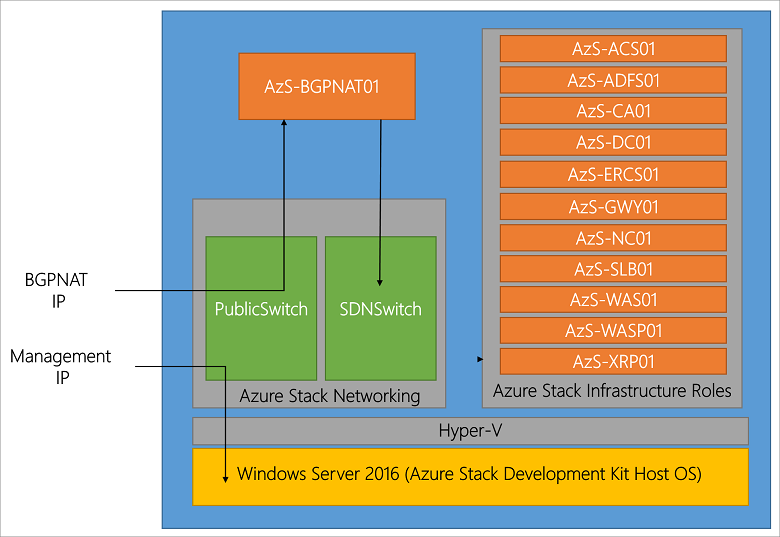 AzS-BGPNAT01
BGPNAT
IP
Management
IP
PublicSwitch
SDNSwitch
Azure Stack Networking
AzS-ACS01
AzS-ADFS01
AzS-CA01
AzS-DC01
AzS-ERCS01
AzS-GWY01
AzS-NC01
AzS-SLB01
AzS-WAS01
AzS-WASP01
AzS-XRP01
Azure Stack Infrastructure Roles
Hyper-V
Windows Server 2016 (Azure Stack Development Kit Host OS)